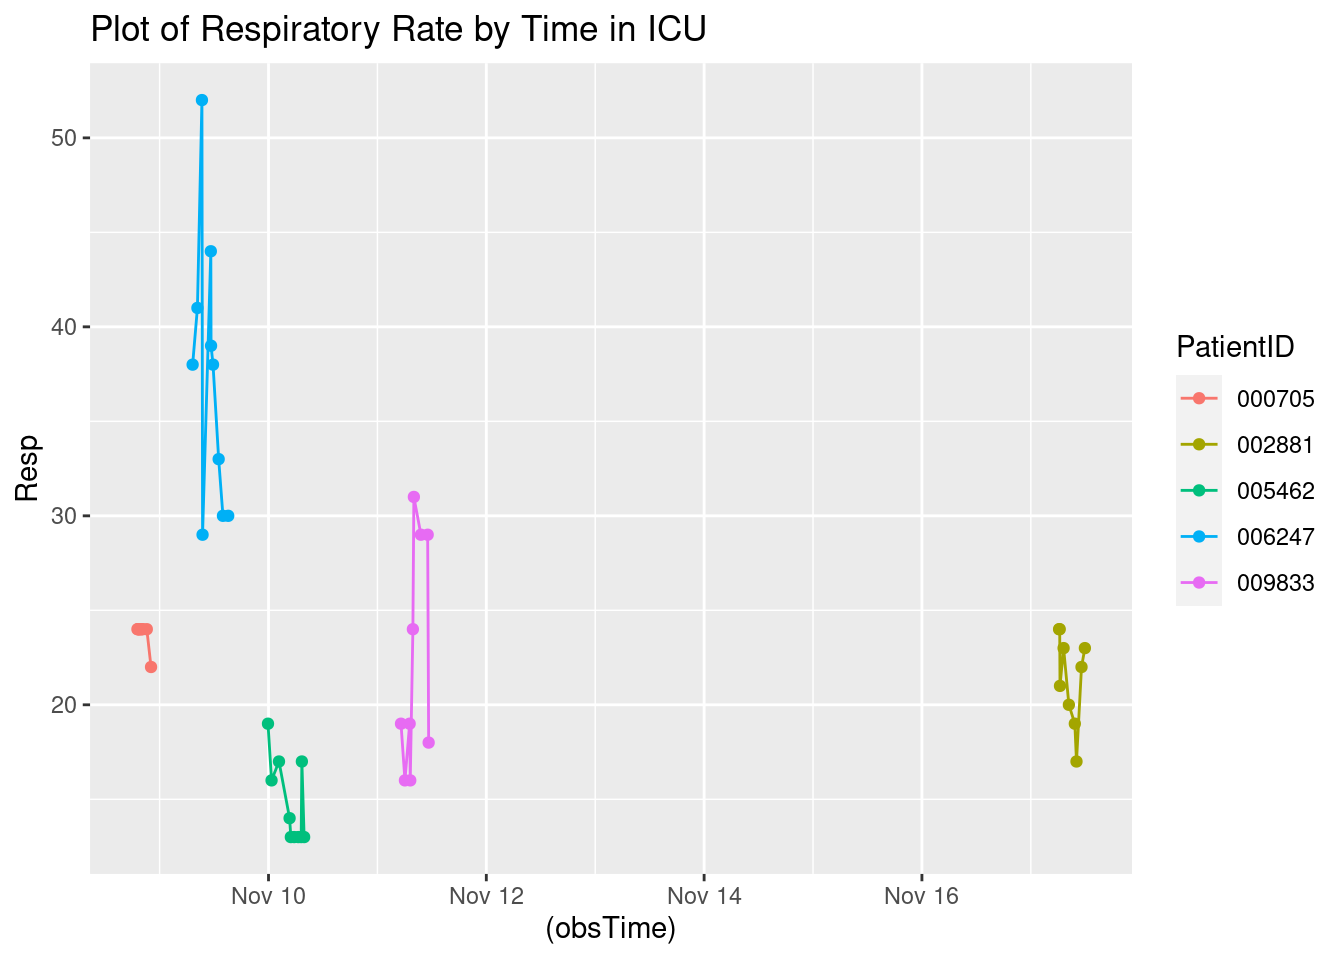 Plot of Respiratory Rate by Time in ICU
50
40
30
20
Resp
Nov 10
Nov 12
Nov 14
Nov 16
(obsTime)
PatientID
000705
002881
005462
006247
009833